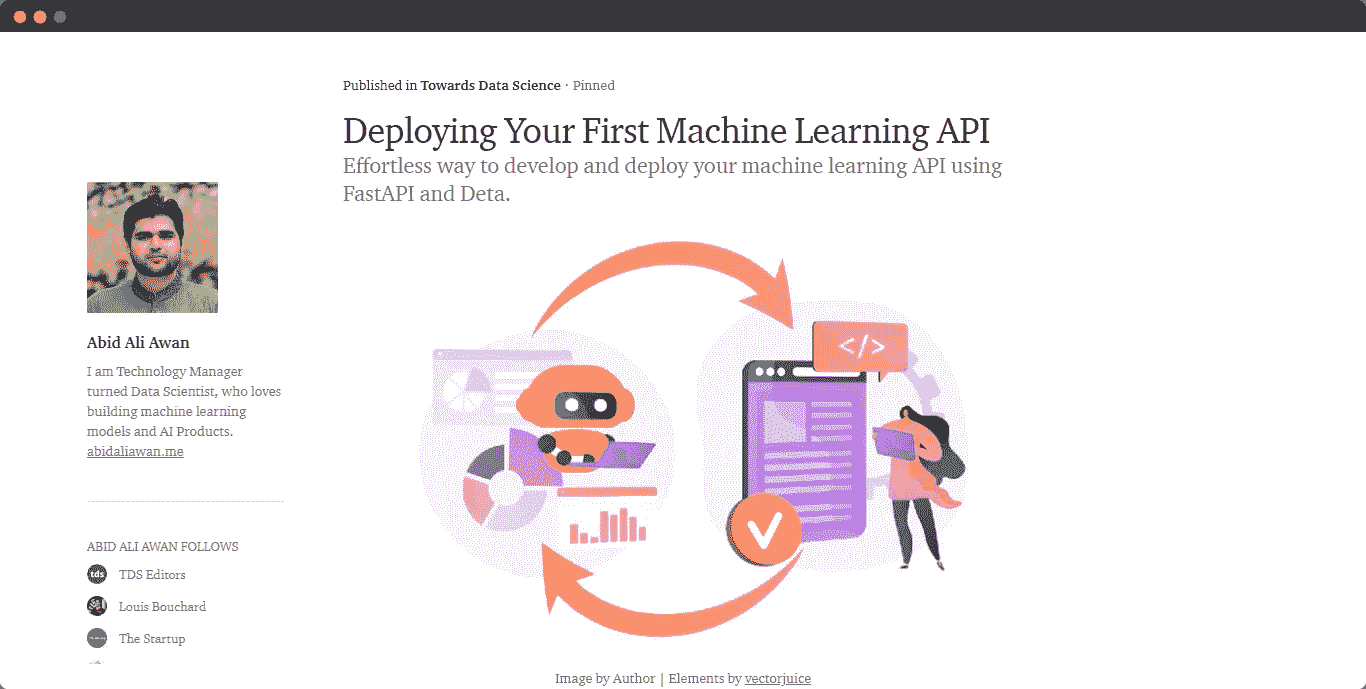 Published in Towards Data Science · Pinned
Deploying Your First Machine Learning API
Effortless way to develop and deploy your machine learning API using
FastAPI and Deta.
</>
Abid Ali Awan
I am Technology Manager
turned Data Scientist, who loves
building machine learning
models and AI Products.
abidaliawan.me
ABID ALI AWAN FOLLOWS
tds TDS Editors
Louis Bouchard
The Startup
Image by Author | Elements by vectorjuice